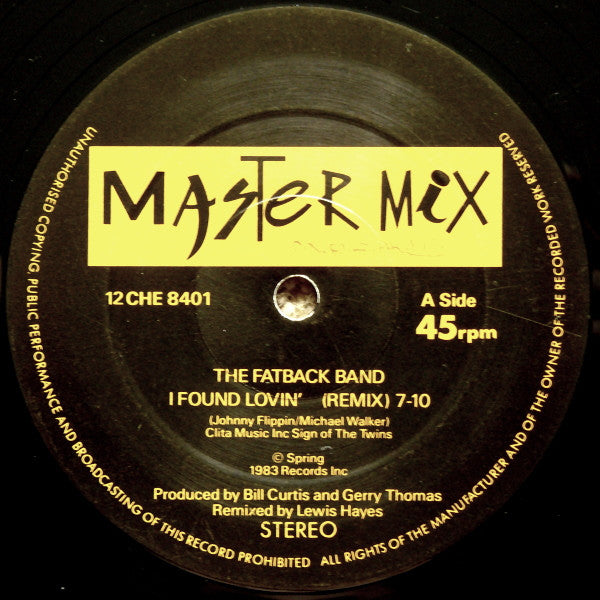 MASTER MiX
12 CHE 8401
A Side
45rpm
THE FATBACK BAND
I FOUND LOVIN' (REMIX) 7-10
(Johnny Flippin/Michael Walker)
Clita Music Inc Sign of The Twins
© Spring
1983 Records Inc
Produced by Bill Curtis and Gerry Thomas
Remixed by Lewis Hayes
STEREO
UNAUTHORISED COPYING, PUBLIC PERFORMANCE AND BROADCASTING OF THIS RECORD PROHIBITED ALL RIGHTS OF THE MANUFACTURER AND OF THE OWNER OF THE RECORDED WORK RESERVED